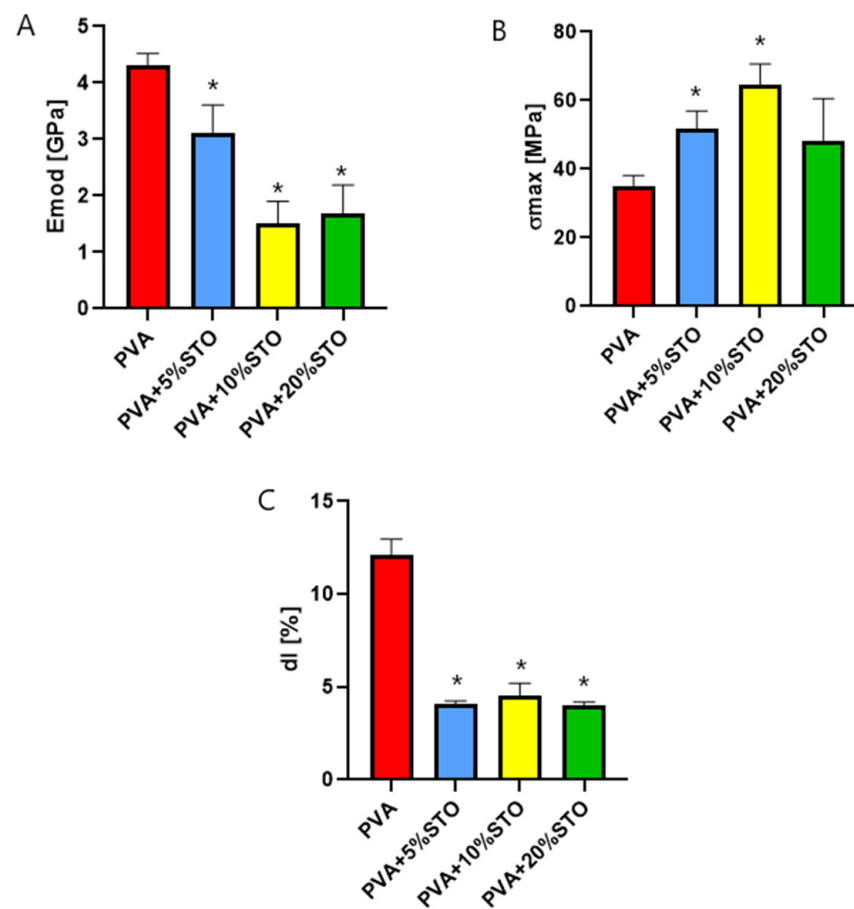 A
Emod [GPa]
5
4
3
2
1
0
*
*
*
PVA
PVA+5%STO
PVA+10%STO
PVA+20%STO
B
σmax [MPa]
80
60
40
20
0
*
*
PVA
PVA+5%STO
PVA+10%STO
PVA+20%STO
C
dl [%]
15
10
5
0
*
*
*
PVA
PVA+5%STO
PVA+10%STO
PVA+20%STO